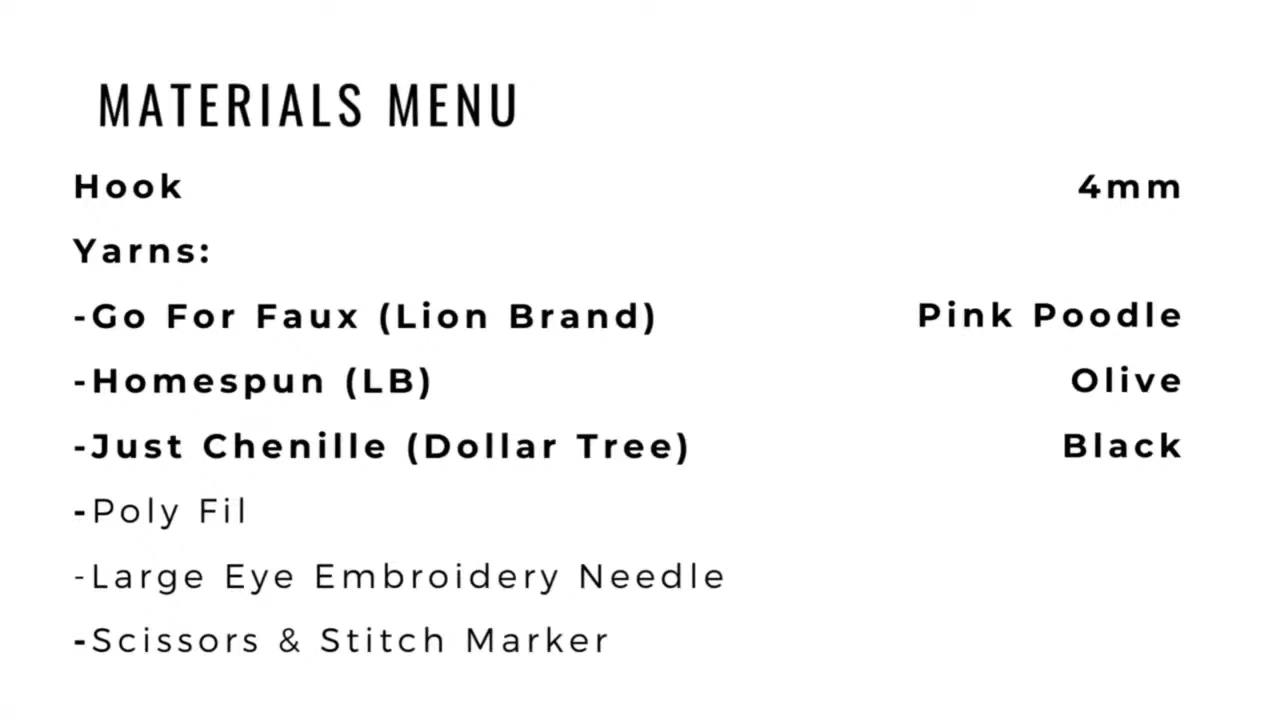 MATERIALS MENU
Hook 4mm
Yarns:
-Go For Faux (Lion Brand) Pink Poodle
-Homespun (LB) Olive
-Just Chenille (Dollar Tree) Black
-Poly Fil
-Large Eye Embroidery Needle
-Scissors & Stitch Marker